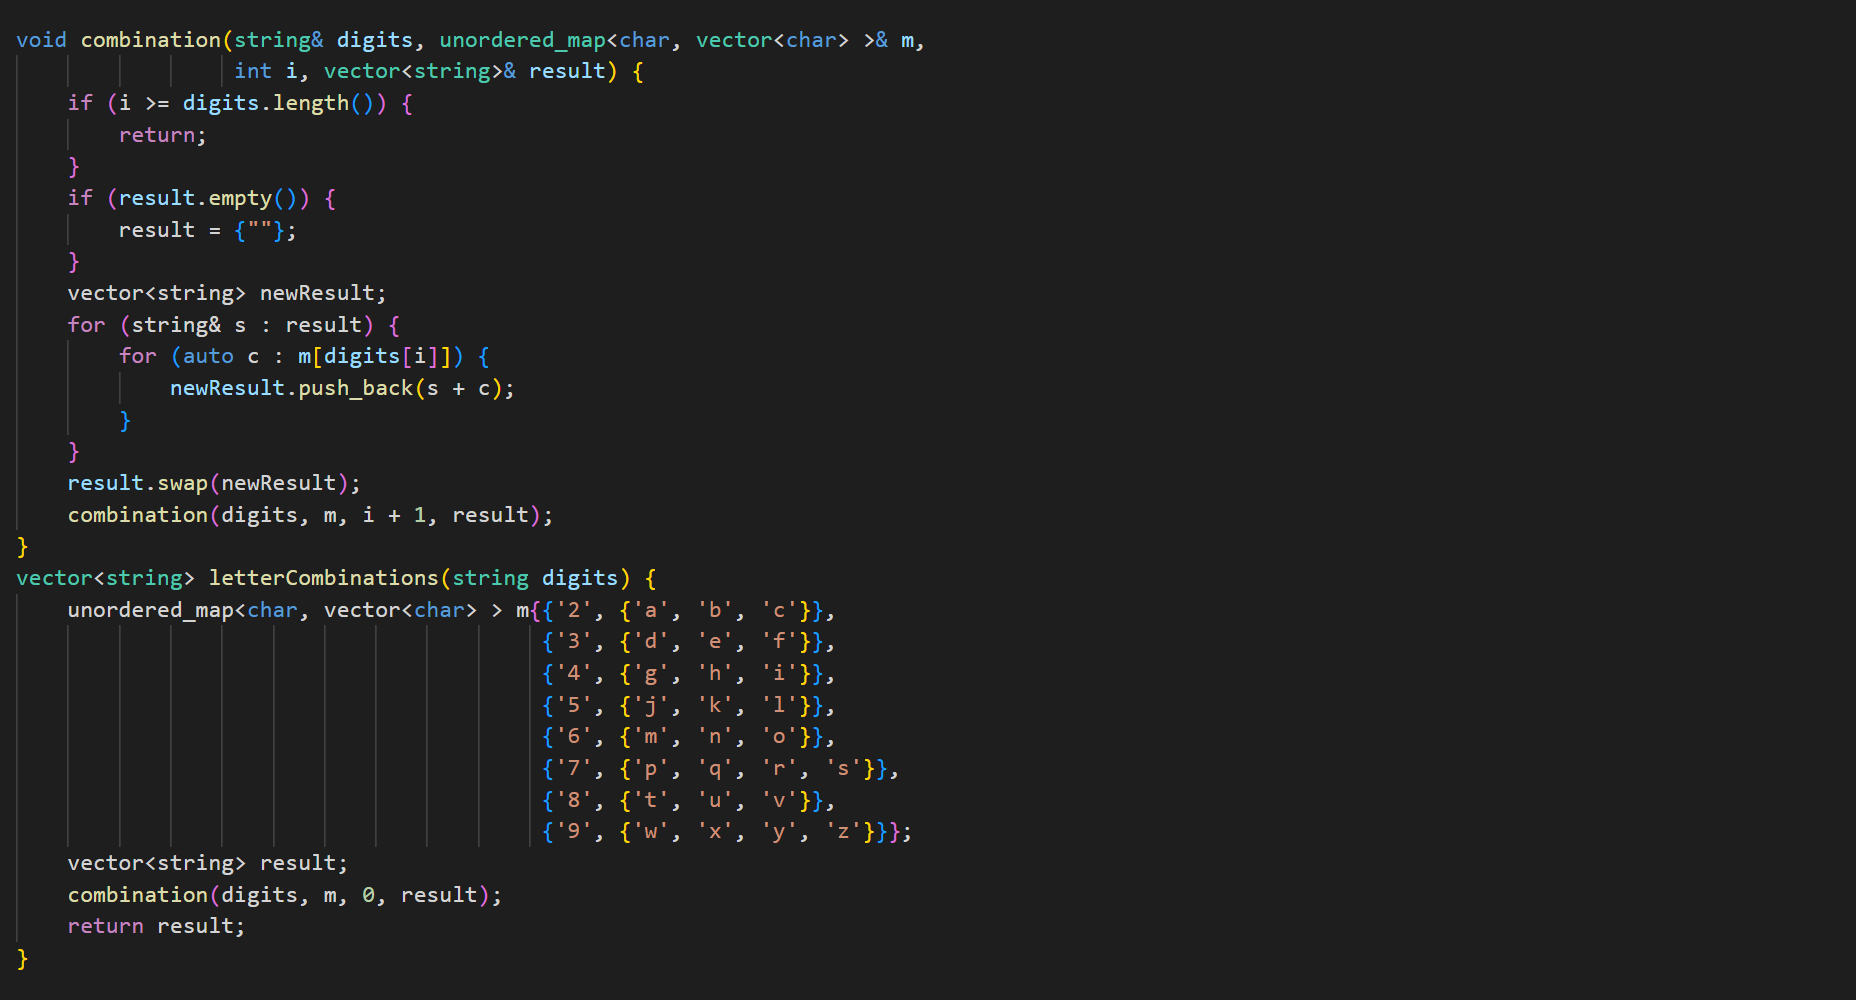 void combination(string& digits, unordered_map<char, vector<char> >& m,
                 int i, vector<string>& result) {
    if (i >= digits.length()) {
        return;
    }
    if (result.empty()) {
        result = {""};
    }
    vector<string> newResult;
    for (string& s : result) {
        for (auto c : m[digits[i]]) {
            newResult.push_back(s + c);
        }
    }
    result.swap(newResult);
    combination(digits, m, i + 1, result);
}
vector<string> letterCombinations(string digits) {
    unordered_map<char, vector<char> > m{{'2', {'a', 'b', 'c'}},
                                         {'3', {'d', 'e', 'f'}},
                                         {'4', {'g', 'h', 'i'}},
                                         {'5', {'j', 'k', 'l'}},
                                         {'6', {'m', 'n', 'o'}},
                                         {'7', {'p', 'q', 'r', 's'}},
                                         {'8', {'t', 'u', 'v'}},
                                         {'9', {'w', 'x', 'y', 'z'}}};
    vector<string> result;
    combination(digits, m, 0, result);
    return result;
}